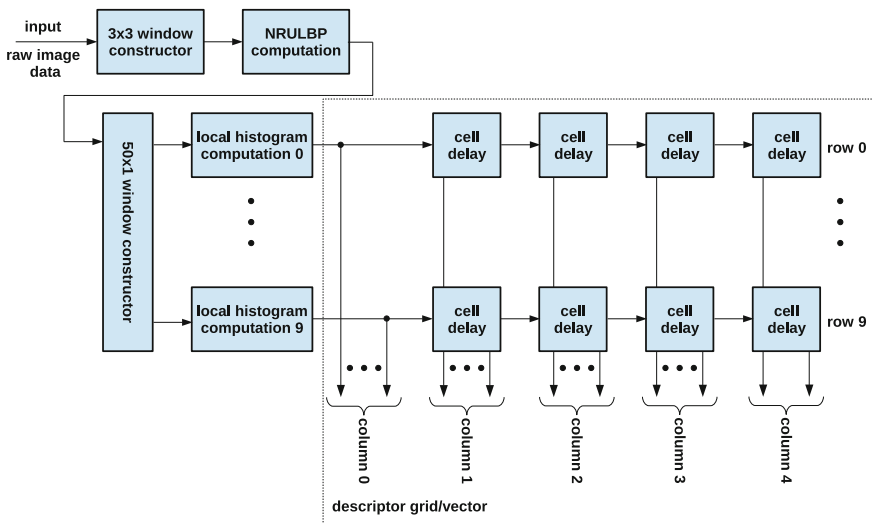 input
raw image
data
3x3 window
constructor
NRULBP
computation
50x1 window constructor
local histogram
computation 0
cell
delay
cell
delay
cell
delay
cell
delay
row 0
local histogram
computation 9
cell
delay
cell
delay
cell
delay
cell
delay
row 9
column 0
column 1
column 2
column 3
column 4
descriptor grid/vector